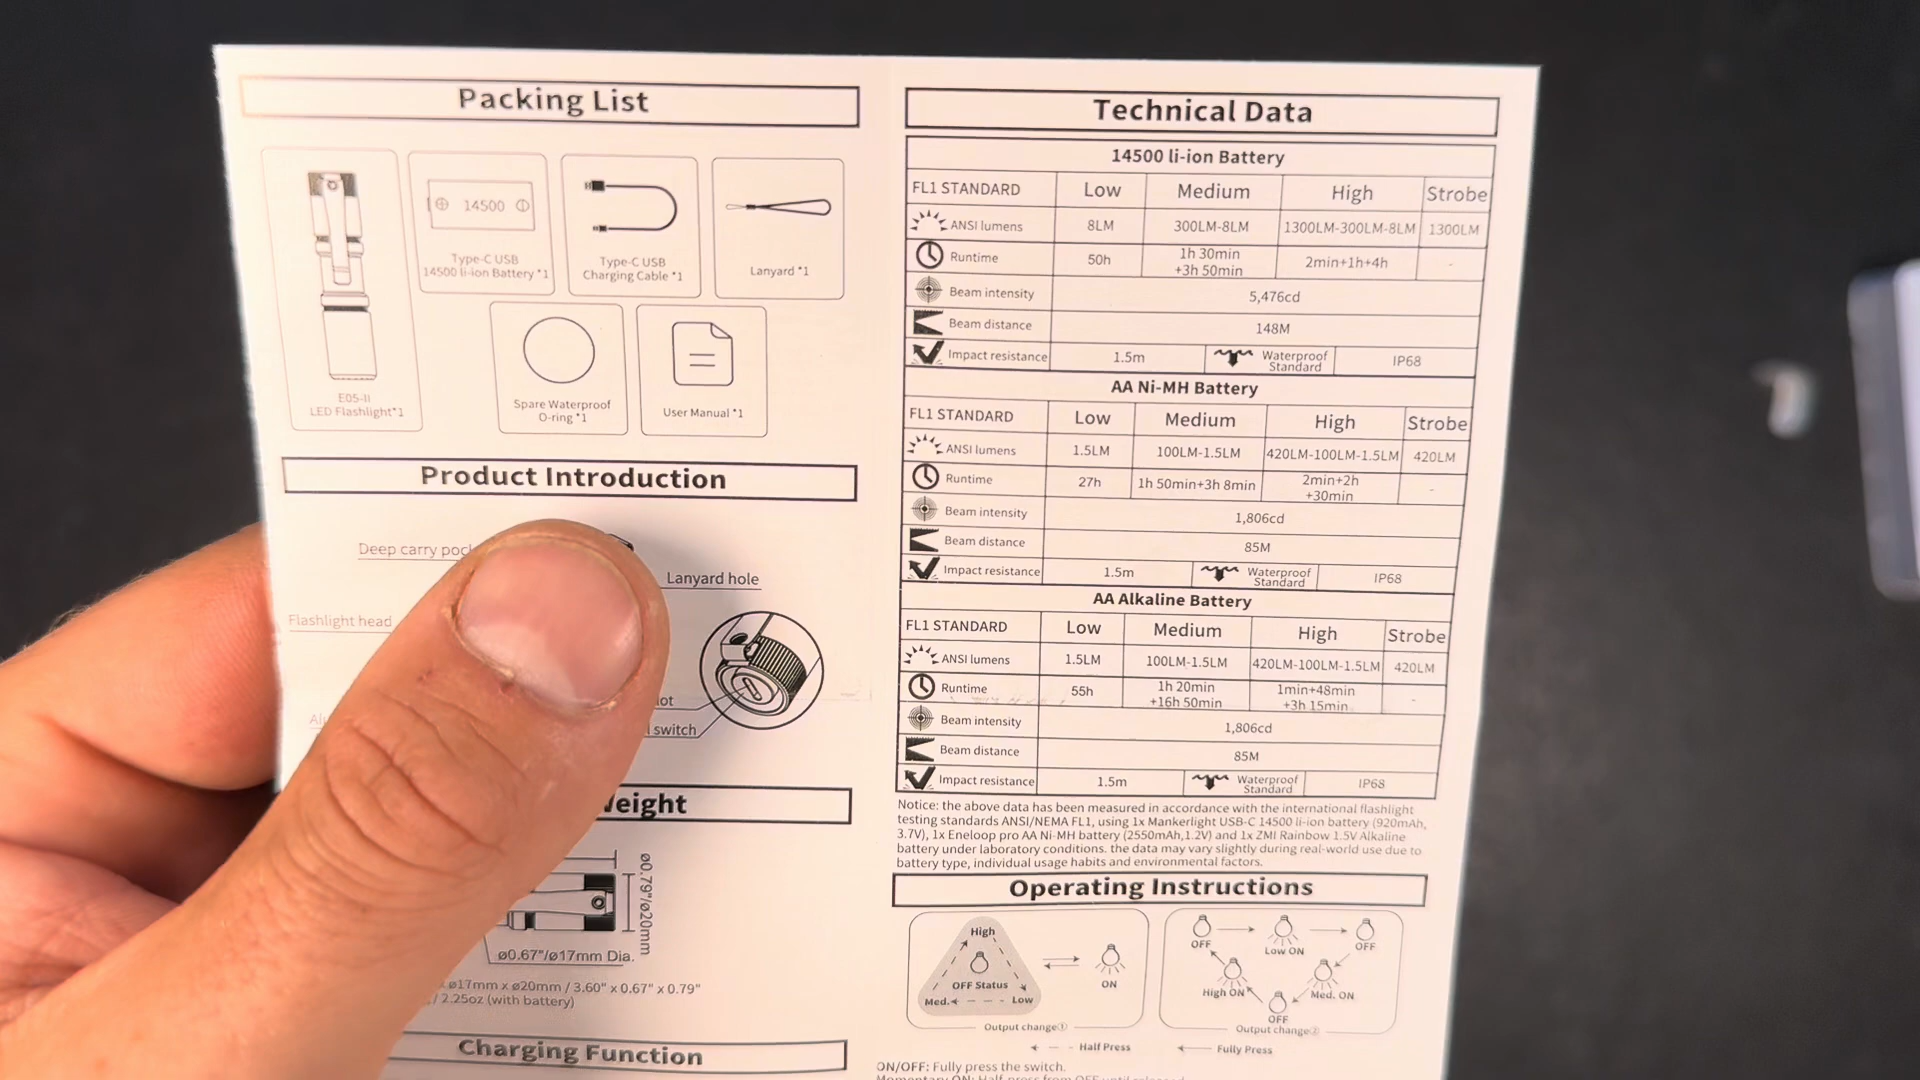 Packing List
14500
Type-C USB
14500 li-ion Battery *1
Type-C USB
Charging Cable *1
Lanyard *1
E05-II
LED Flashlight*1
Spare Waterproof
O-ring *1
User Manual *1
Product Introduction
Deep carry
Lanyard hole
Flashlight head
switch
ø0.79"/ø20mm
ø0.67"/ø17mm Dia.
ø17mm x ø20mm / 3.60" x 0.67" x 0.79"
/ 2.25oz (with battery)
Charging Function
Technical Data
14500 li-ion Battery
FL1 STANDARD Low Medium High Strobe
ANSI lumens 8LM 300LM-8LM 1300LM-300LM-8LM 1300LM
Runtime 50h 1h 30min +3h 50min 2min+1h+4h -
Beam intensity 5,476cd
Beam distance 148M
Impact resistance 1.5m Waterproof Standard IP68
AA Ni-MH Battery
FL1 STANDARD Low Medium High Strobe
ANSI lumens 1.5LM 100LM-1.5LM 420LM-100LM-1.5LM 420LM
Runtime 27h 1h 50min+3h 8min 2min+2h +30min -
Beam intensity 1,806cd
Beam distance 85M
Impact resistance 1.5m Waterproof Standard IP68
AA Alkaline Battery
FL1 STANDARD Low Medium High Strobe
ANSI lumens 1.5LM 100LM-1.5LM 420LM-100LM-1.5LM 420LM
Runtime 55h 1h 20min +16h 50min 1min+48min +3h 15min -
Beam intensity 1,806cd
Beam distance 85M
Impact resistance 1.5m Waterproof Standard IP68
Notice: the above data has been measured in accordance with the international flashlight
testing standards ANSI/NEMA FL1, using 1x Mankerlight USB-C 14500 li-ion battery (920mAh,
3.7V), 1x Eneloop pro AA Ni-MH battery (2550mAh,1.2V) and 1x ZMI Rainbow 1.5V Alkaline
battery under laboratory conditions. the data may vary slightly during real-world use due to
battery type, individual usage habits and environmental factors.
Operating Instructions
High
OFF Status
Med.
Low
ON
Output change①
OFF
Low ON
OFF
High ON
Med. ON
OFF
Output change②
Half Press
Fully Press
ON/OFF: Fully press the switch.